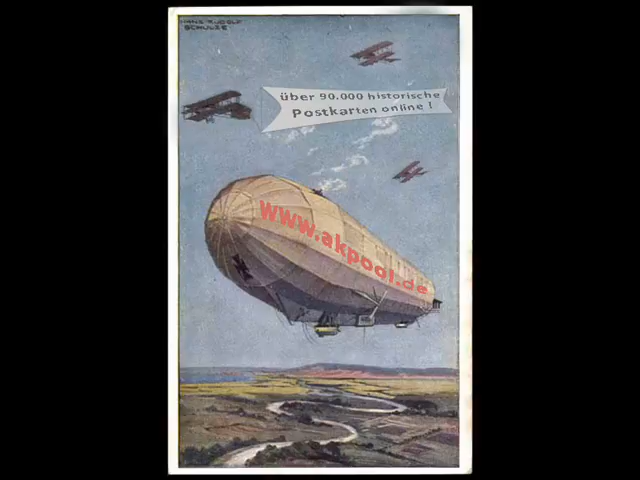 HANS RUDOLF
SCHULZE
über 90.000 historische
Postkarten online !
www.akpool.de